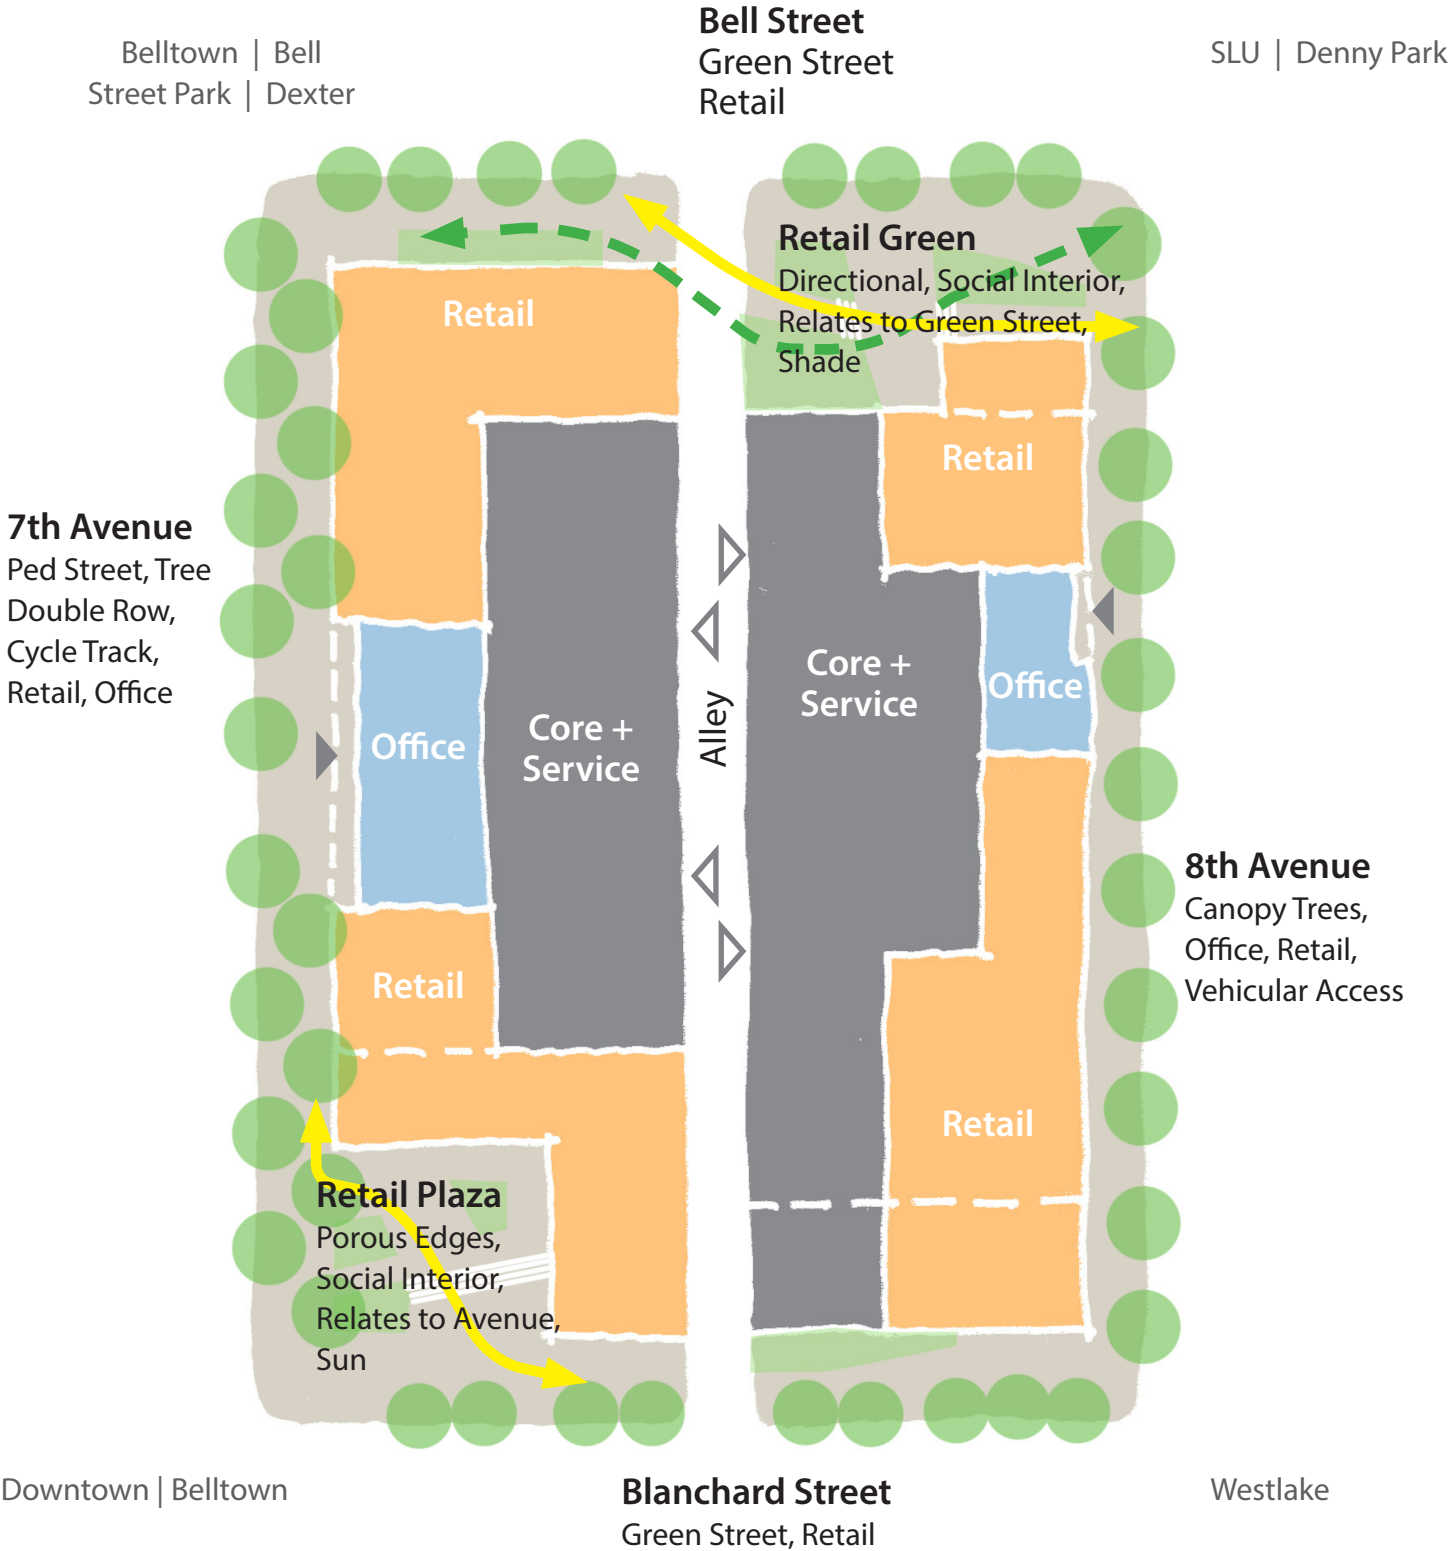 Bell Street
Green Street
Retail
Belltown | Bell
Street Park | Dexter
SLU | Denny Park
Retail Green
Directional, Social Interior,
Relates to Green Street,
Shade
Retail
Retail
7th Avenue
Ped Street, Tree
Double Row,
Cycle Track,
Retail, Office
Office
Core +
Service
Alley
Core +
Service
Office
8th Avenue
Canopy Trees,
Office, Retail,
Vehicular Access
Retail
Retail
Retail Plaza
Porous Edges,
Social Interior,
Relates to Avenue,
Sun
Downtown | Belltown
Blanchard Street
Green Street, Retail
Westlake